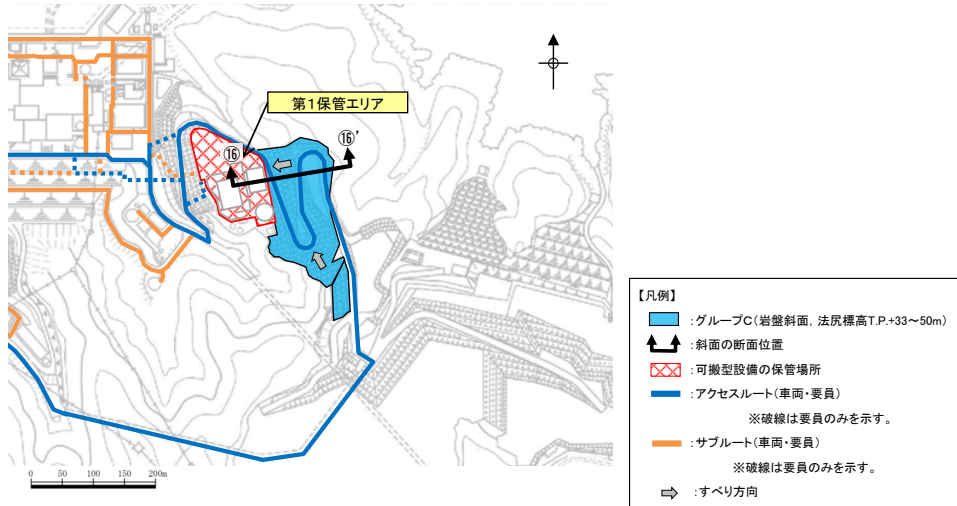 第1保管エリア
⑯
⑯'
0 50 100 150 200m
【凡例】
:グループC(岩盤斜面,法尻標高T.P.+33~50m)
:斜面の断面位置
:可搬型設備の保管場所
:アクセスルート(車両・要員)
※破線は要員のみを示す。
:サブルート(車両・要員)
※破線は要員のみを示す。
:すべり方向